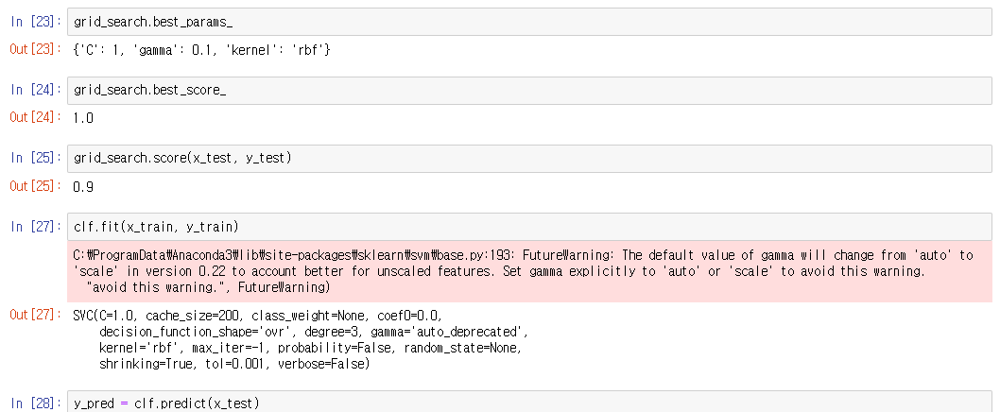 In [23]: grid_search.best_params_
Out[23]: {'C': 1, 'gamma': 0.1, 'kernel': 'rbf'}
In [24]: grid_search.best_score_
Out[24]: 1.0
In [25]: grid_search.score(x_test, y_test)
Out[25]: 0.9
In [27]: clf.fit(x_train, y_train)
C:₩ProgramData₩Anaconda3₩lib₩site-packages₩sklearn₩svm₩base.py:193: FutureWarning: The default value of gamma will change from 'auto' to
'scale' in version 0.22 to account better for unscaled features. Set gamma explicitly to 'auto' or 'scale' to avoid this warning.
"avoid this warning.", FutureWarning)
Out[27]: SVC(C=1.0, cache_size=200, class_weight=None, coef0=0.0,
decision_function_shape='ovr', degree=3, gamma='auto_deprecated',
kernel='rbf', max_iter=-1, probability=False, random_state=None,
shrinking=True, tol=0.001, verbose=False)
In [28]: y_pred = clf.predict(x_test)